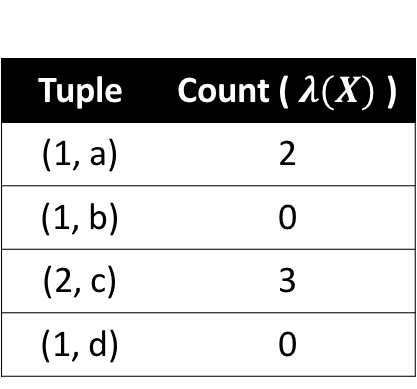 Tuple Count ( λ(X) )
(1, a) 2
(1, b) 0
(2, c) 3
(1, d) 0